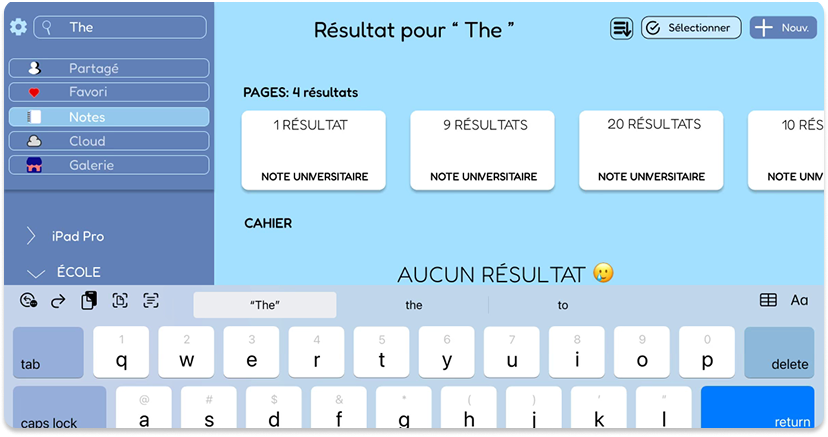 The
Résultat pour “ The ”
Sélectionner
Nouv.
Partagé
Favori
Notes
Cloud
Galerie
iPad Pro
ÉCOLE
PAGES: 4 résultats
1 RÉSULTAT
NOTE UNIVERSITAIRE
9 RÉSULTATS
NOTE UNIVERSITAIRE
20 RÉSULTATS
NOTE UNIVERSITAIRE
10 RÉS
NOTE UNIV
CAHIER
AUCUN RÉSULTAT 🥲
“The” the to Aa
1 2 3 4 5 6 7 8 9 0
tab q w e r t y u i o p delete
@ # $ & * ( ) ' "
caps lock a s d f g h j k l return